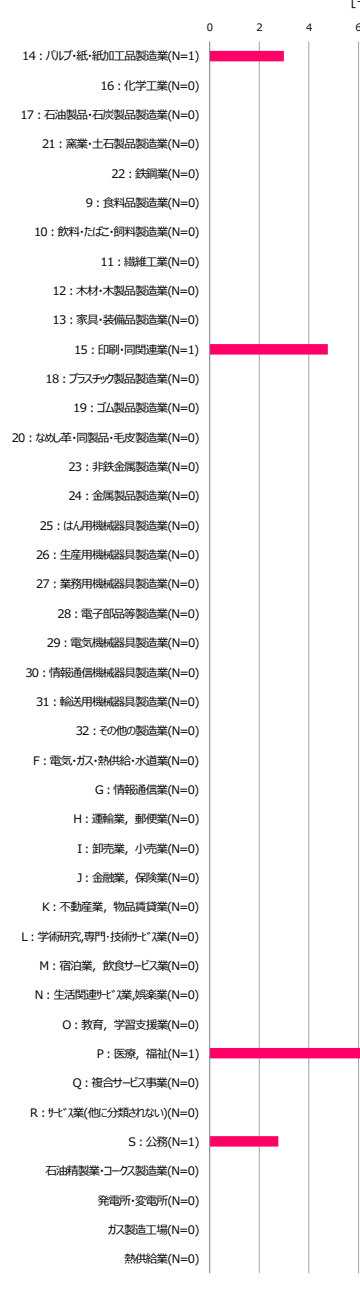 0 2 4 6
14：パルプ・紙・紙加工品製造業(N=1)
16：化学工業(N=0)
17：石油製品・石炭製品製造業(N=0)
21：窯業・土石製品製造業(N=0)
22：鉄鋼業(N=0)
9：食料品製造業(N=0)
10：飲料・たばこ・飼料製造業(N=0)
11：繊維工業(N=0)
12：木材・木製品製造業(N=0)
13：家具・装備品製造業(N=0)
15：印刷・同関連業(N=1)
18：プラスチック製品製造業(N=0)
19：ゴム製品製造業(N=0)
20：なめし革・同製品・毛皮製造業(N=0)
23：非鉄金属製造業(N=0)
24：金属製品製造業(N=0)
25：はん用機械器具製造業(N=0)
26：生産用機械器具製造業(N=0)
27：業務用機械器具製造業(N=0)
28：電子部品等製造業(N=0)
29：電気機械器具製造業(N=0)
30：情報通信機械器具製造業(N=0)
31：輸送用機械器具製造業(N=0)
32：その他の製造業(N=0)
F：電気・ガス・熱供給・水道業(N=0)
G：情報通信業(N=0)
H：運輸業，郵便業(N=0)
I：卸売業，小売業(N=0)
J：金融業，保険業(N=0)
K：不動産業，物品賃貸業(N=0)
L：学術研究,専門・技術ｻｰﾋﾞｽ業(N=0)
M：宿泊業，飲食サービス業(N=0)
N：生活関連ｻｰﾋﾞｽ業,娯楽業(N=0)
O：教育，学習支援業(N=0)
P：医療，福祉(N=1)
Q：複合サービス事業(N=0)
R：ｻｰﾋﾞｽ業(他に分類されない)(N=0)
S：公務(N=1)
石油精製業・コークス製造業(N=0)
発電所・変電所(N=0)
ガス製造工場(N=0)
熱供給業(N=0)